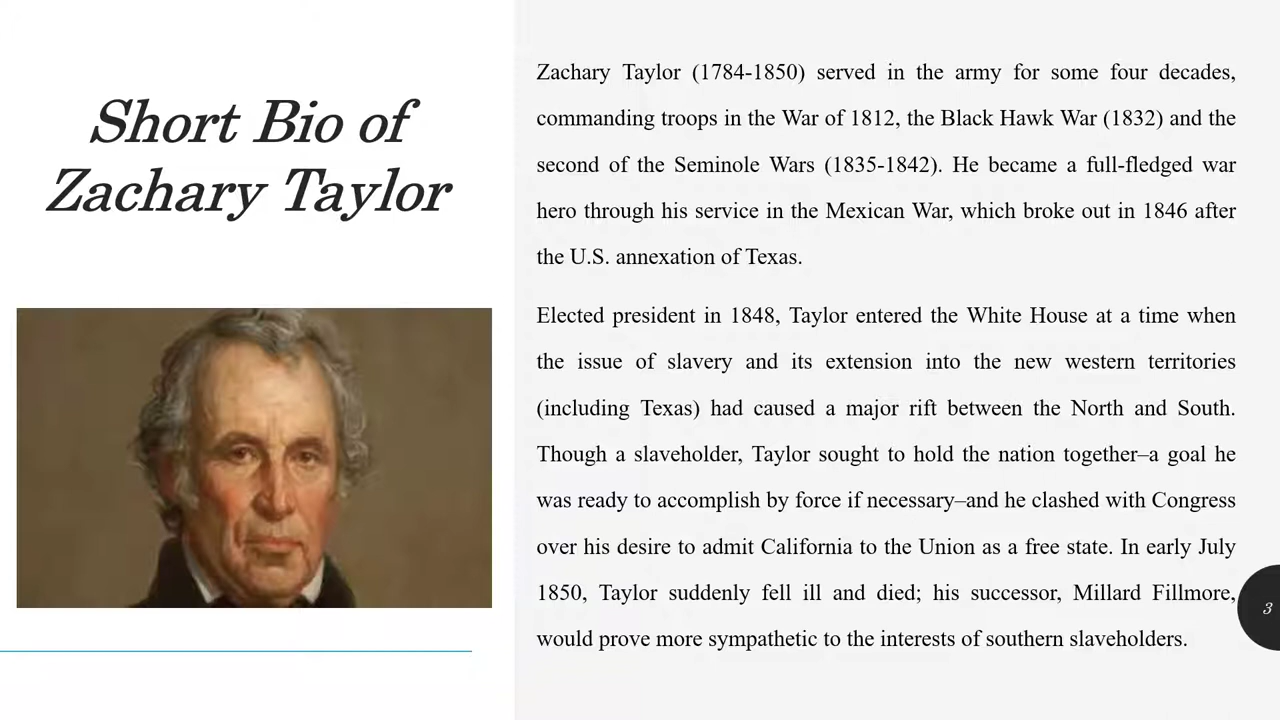 Short Bio of
Zachary Taylor
Zachary Taylor (1784-1850) served in the army for some four decades,
commanding troops in the War of 1812, the Black Hawk War (1832) and the
second of the Seminole Wars (1835-1842). He became a full-fledged war
hero through his service in the Mexican War, which broke out in 1846 after
the U.S. annexation of Texas.
Elected president in 1848, Taylor entered the White House at a time when
the issue of slavery and its extension into the new western territories
(including Texas) had caused a major rift between the North and South.
Though a slaveholder, Taylor sought to hold the nation together–a goal he
was ready to accomplish by force if necessary–and he clashed with Congress
over his desire to admit California to the Union as a free state. In early July
1850, Taylor suddenly fell ill and died; his successor, Millard Fillmore,
would prove more sympathetic to the interests of southern slaveholders.
3